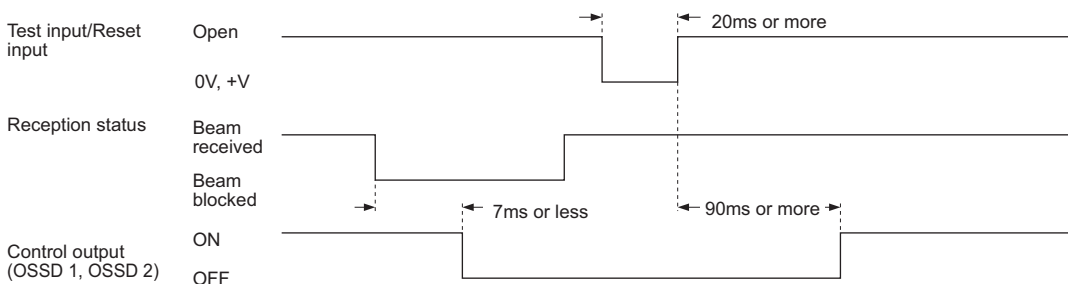 Test input/Reset
input
Open
0V, +V
20ms or more
Reception status
Beam
received
Beam
blocked
7ms or less
90ms or more
Control output
(OSSD 1, OSSD 2)
ON
OFF